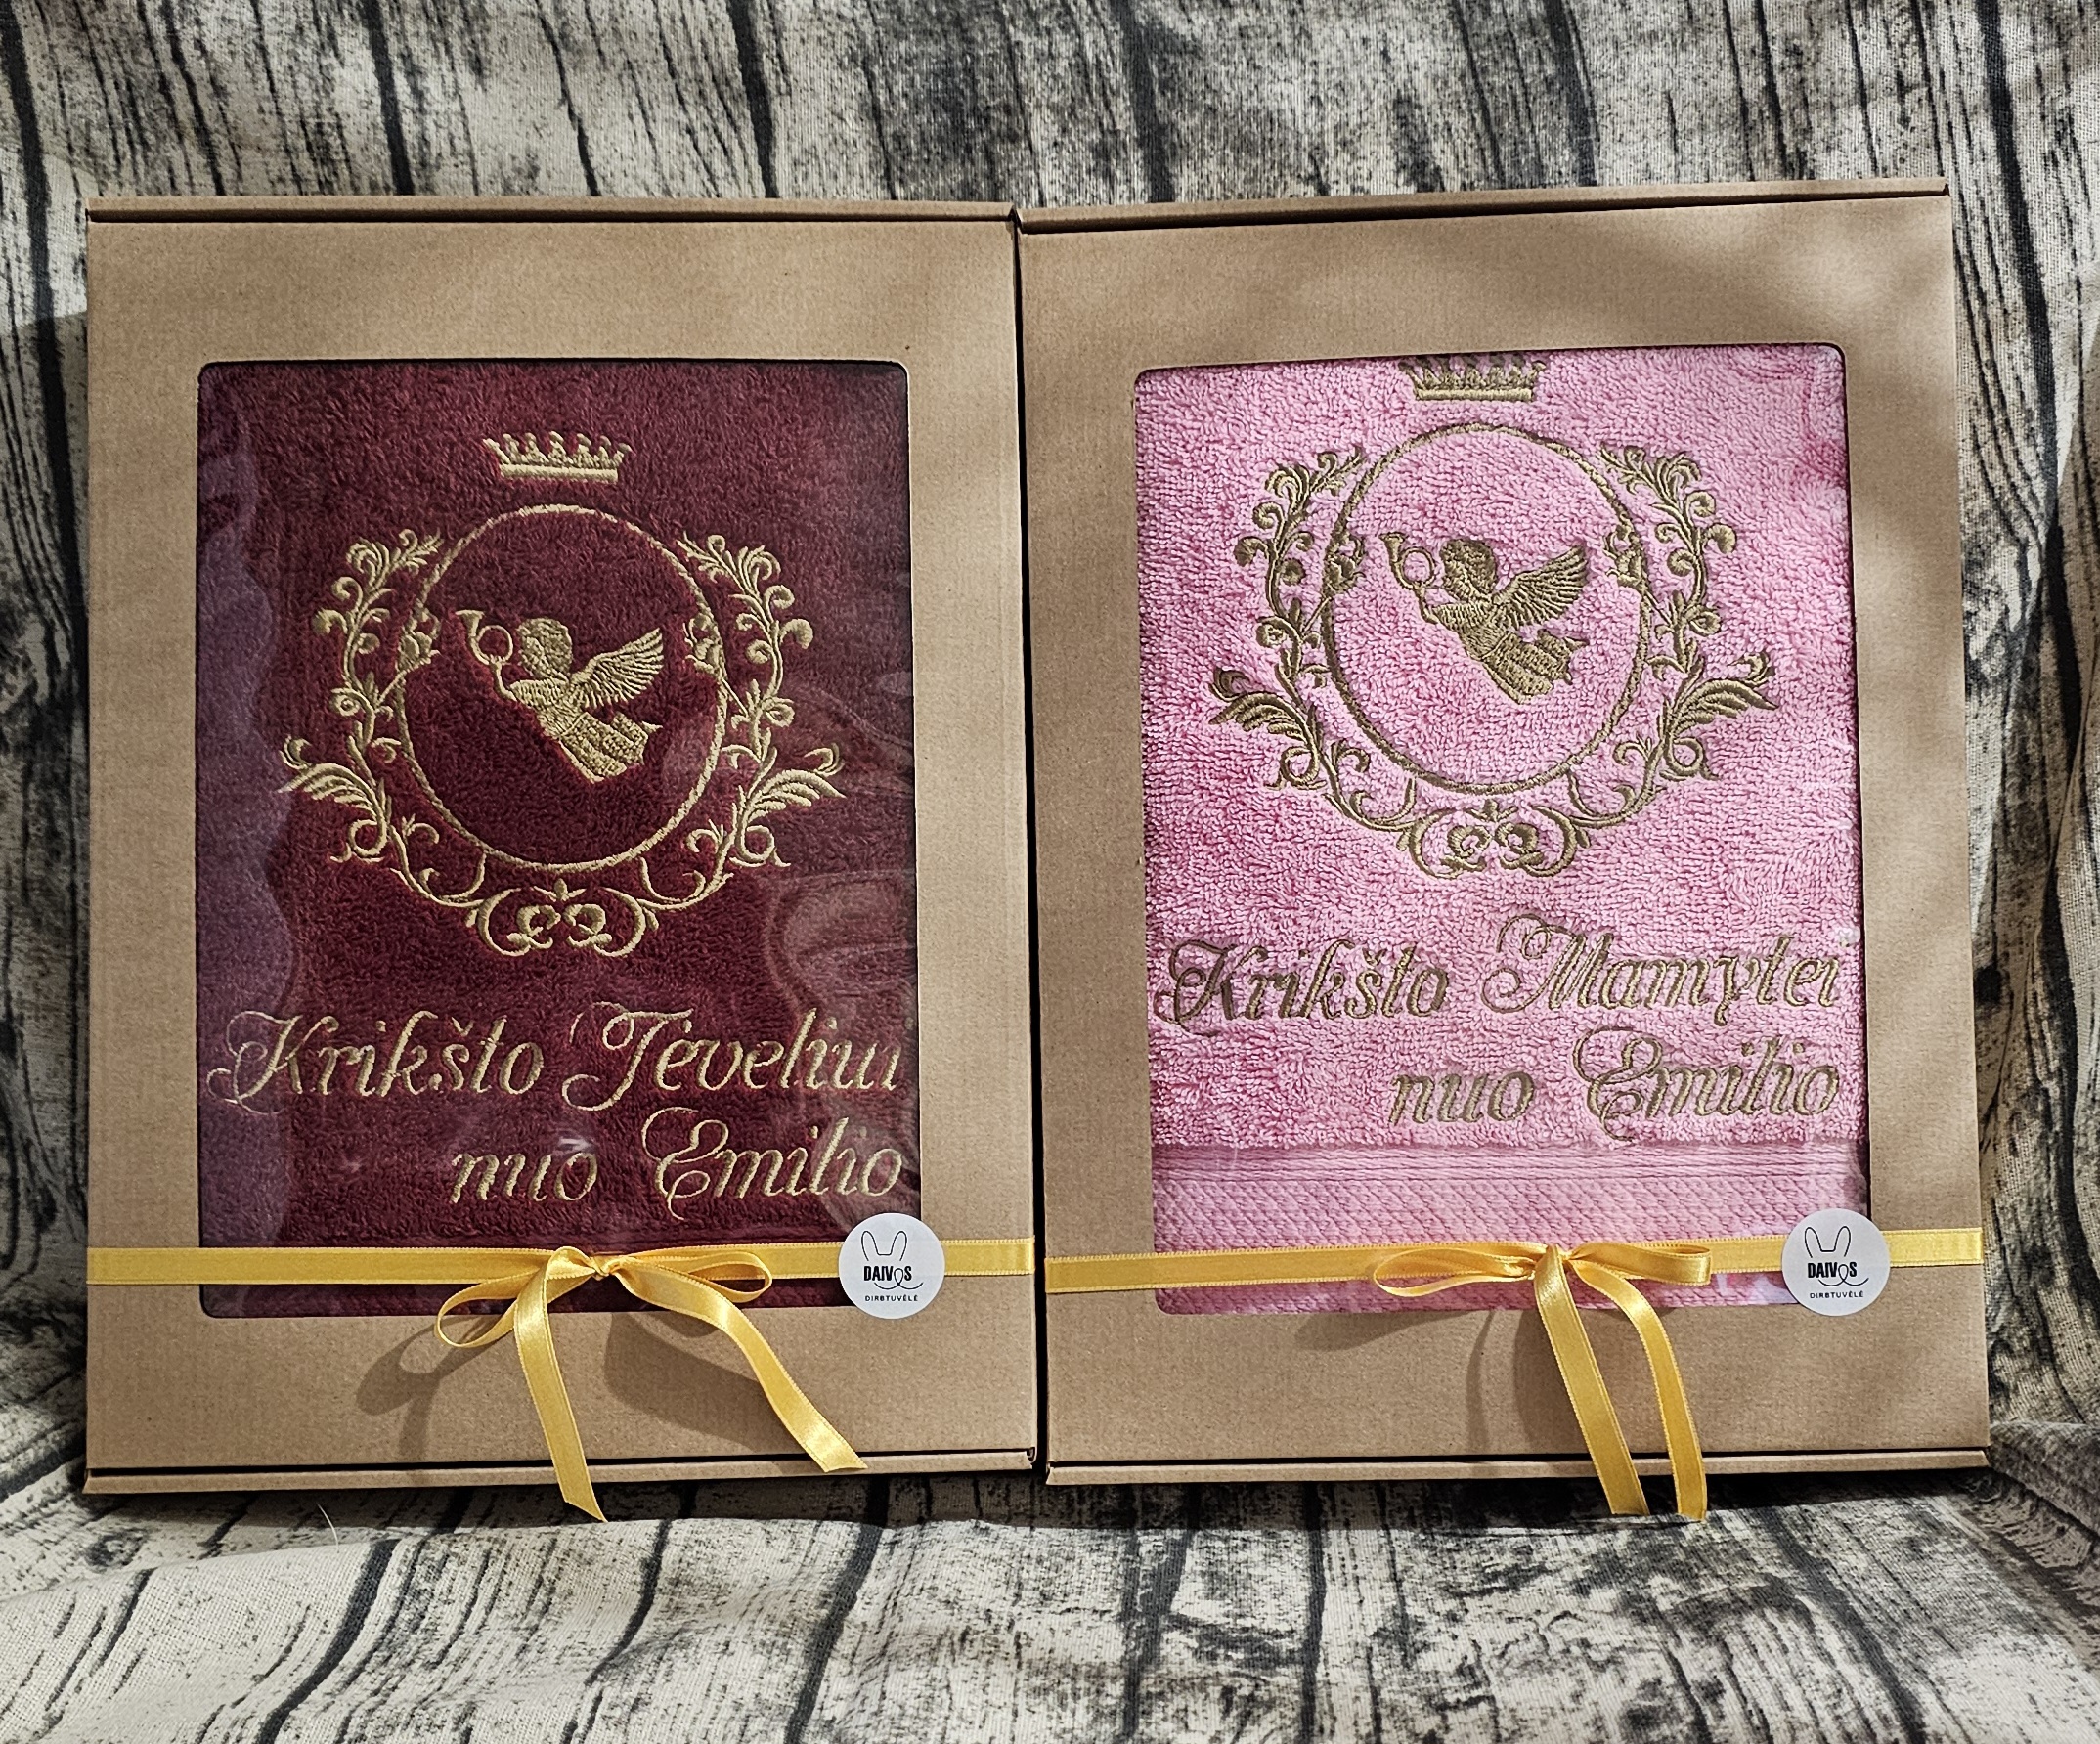 Krikšto Tėveliui
nuo Emilio
DAIVOS
DIRBTUVĖLĖ
Krikšto Mamytei
nuo Emilio
DAIVOS
DIRBTUVĖLĖ